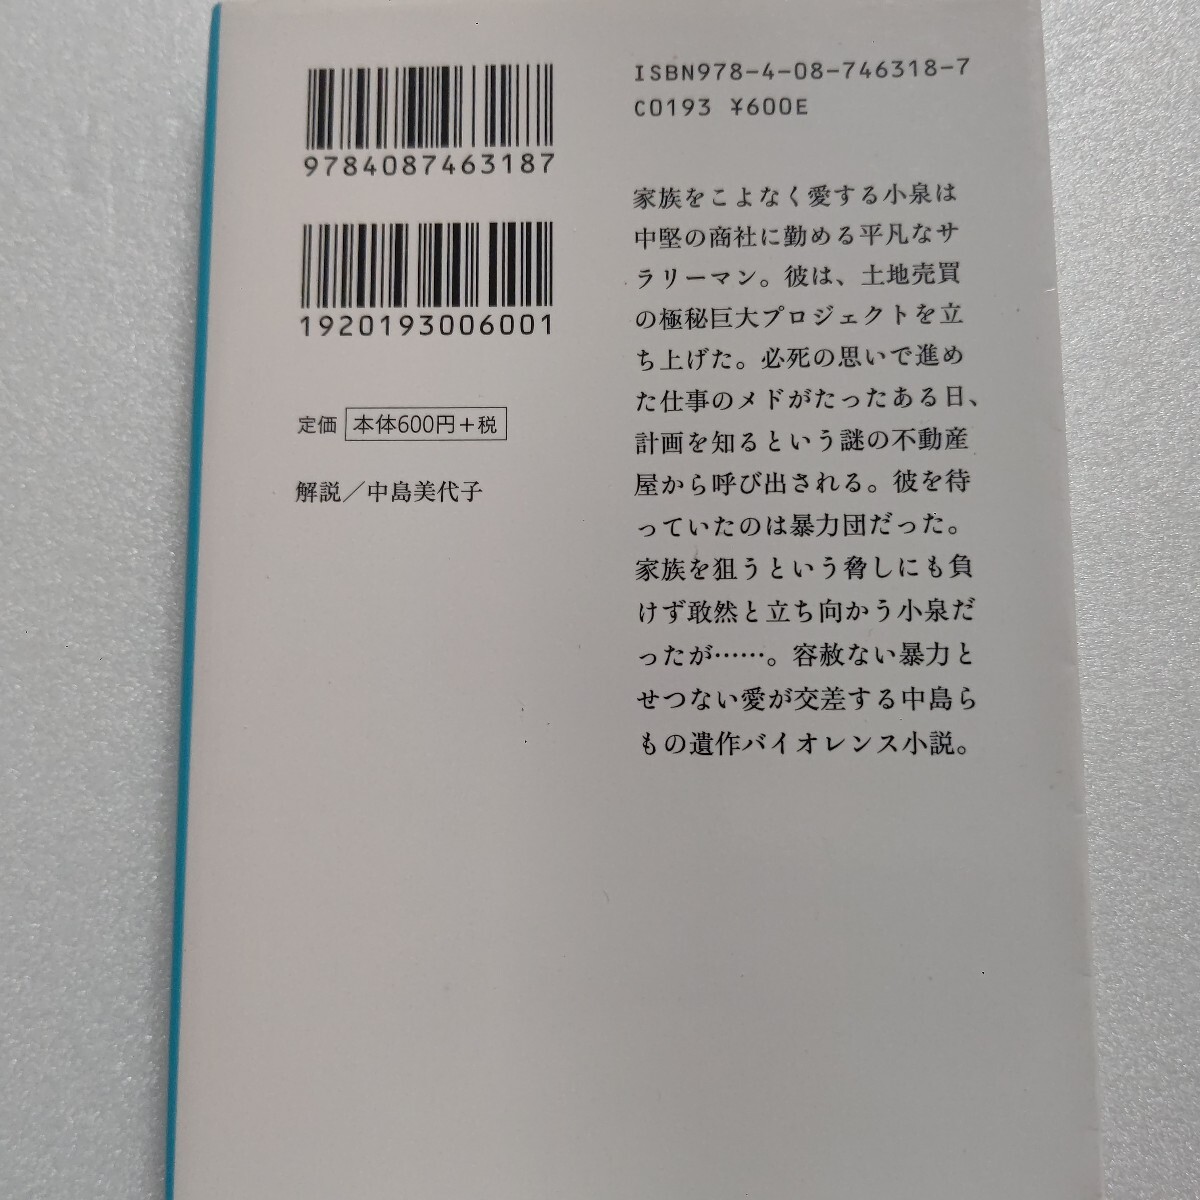 9784087463187
1920193006001
定価 本体600円+税
解説／中島美代子
ISBN978-4-08-746318-7
C0193 ¥600E
家族をこよなく愛する小泉は
中堅の商社に勤める平凡なサ
ラリーマン。彼は、土地売買
の極秘巨大プロジェクトを立
ち上げた。必死の思いで進め
た仕事のメドがたったある日、
計画を知るという謎の不動産
屋から呼び出される。彼を待
っていたのは暴力団だった。
家族を狙うという脅しにも負
けず敢然と立ち向かう小泉だ
ったが……。容赦ない暴力と
せつない愛が交差する中島ら
もの遺作バイオレンス小説。